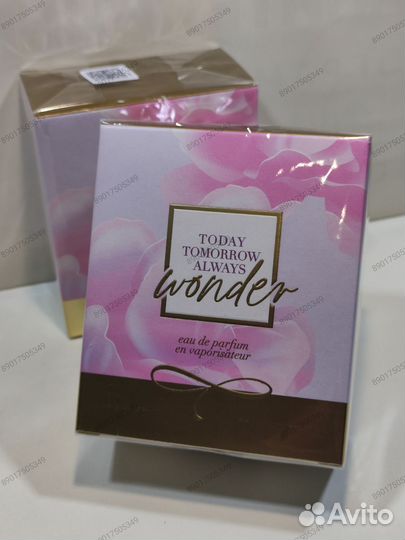 TODAY
TOMORROW
ALWAYS
wonder
eau de parfum
en vaporisateur
Avito
89017505349